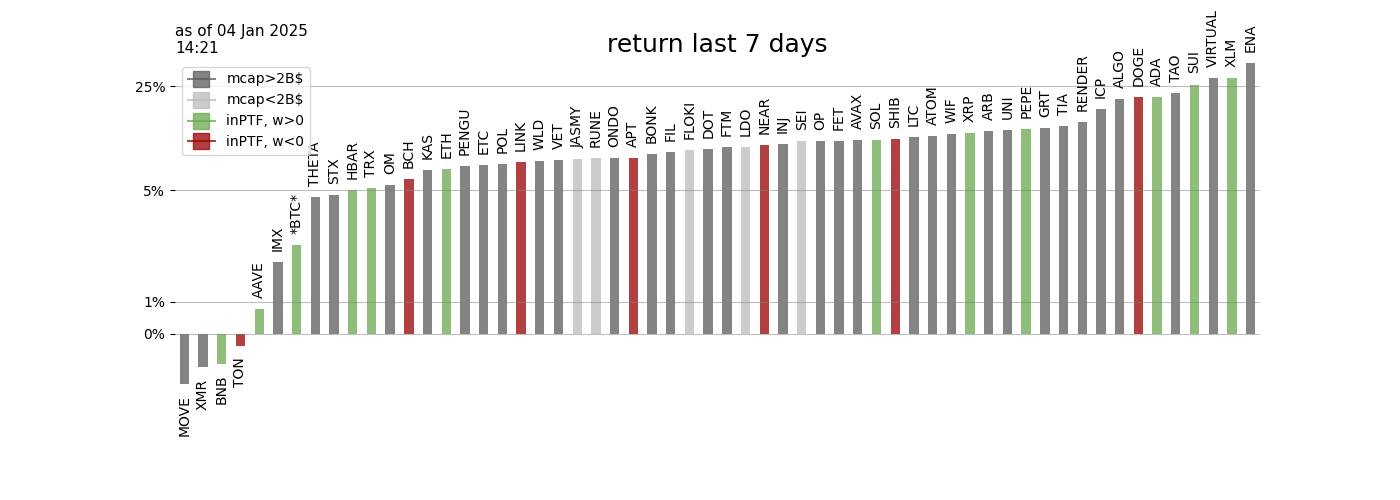 as of 04 Jan 2025
14:21
return last 7 days
mcap>2B$
mcap<2B$
inPTF, w>0
inPTF, w<0
25%
5%
1%
0%
MOVE
XMR
BNB
TON
AAVE
IMX
*BTC*
THETA
STX
HBAR
TRX
OM
BCH
KAS
ETH
PENGU
ETC
POL
LINK
WLD
VET
JASMY
RUNE
ONDO
APT
BONK
FIL
FLOKI
DOT
FTM
LDO
NEAR
INJ
SEI
OP
FET
AVAX
SOL
SHIB
LTC
ATOM
WIF
XRP
ARB
UNI
PEPE
GRT
TIA
RENDER
ICP
ALGO
DOGE
ADA
TAO
SUI
VIRTUAL
XLM
ENA